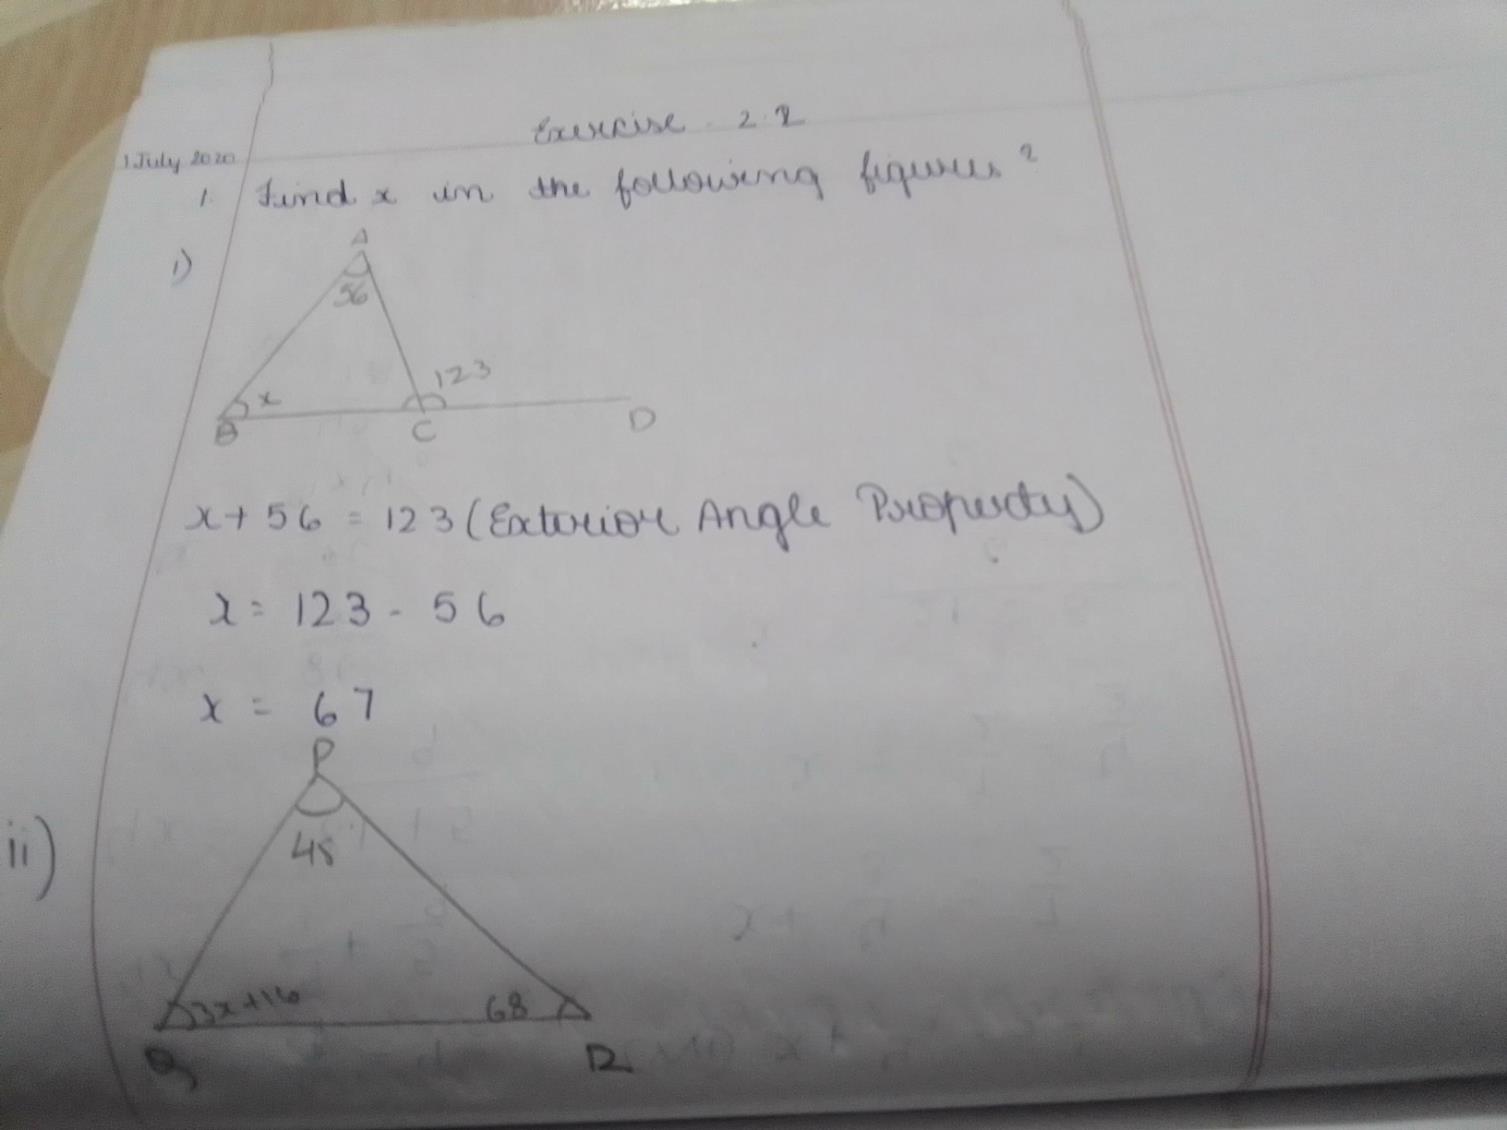 Exercise - 2.2
1 July 2020
1. Find x in the following figures?
i)
A
56
x
123
B
C
D
x + 56 = 123 (Exterior Angle Property)
x = 123 - 56
x = 67
P
ii)
48
3x+16
68
Q
R